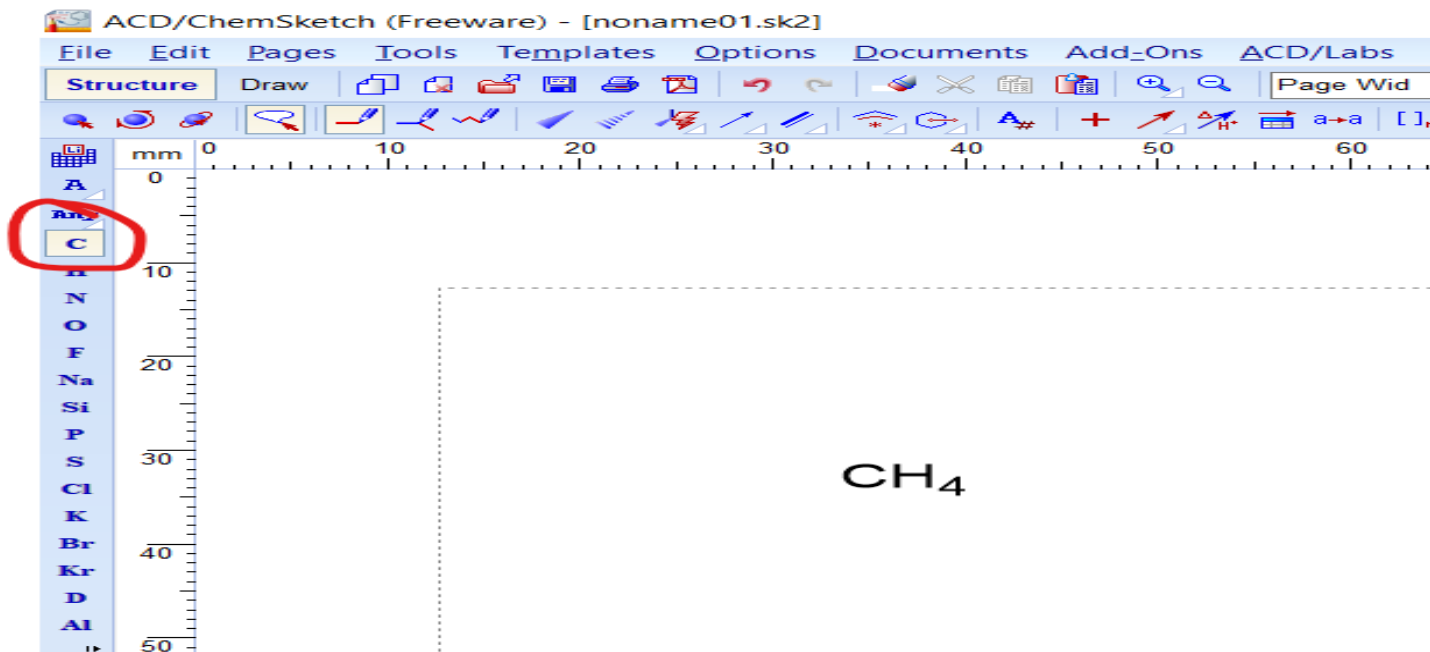 ACD/ChemSketch (Freeware) - [noname01.sk2]
File Edit Pages Tools Templates Options Documents Add-Ons ACD/Labs
Structure Draw Page Wid
A## a→a [ ]n
Li mm 0 10 20 30 40 50 60
0
A
C
10
N
O
F
20
Na
Si
P
30
S
CH₄
Cl
K
Br
40
Kr
D
Al
50